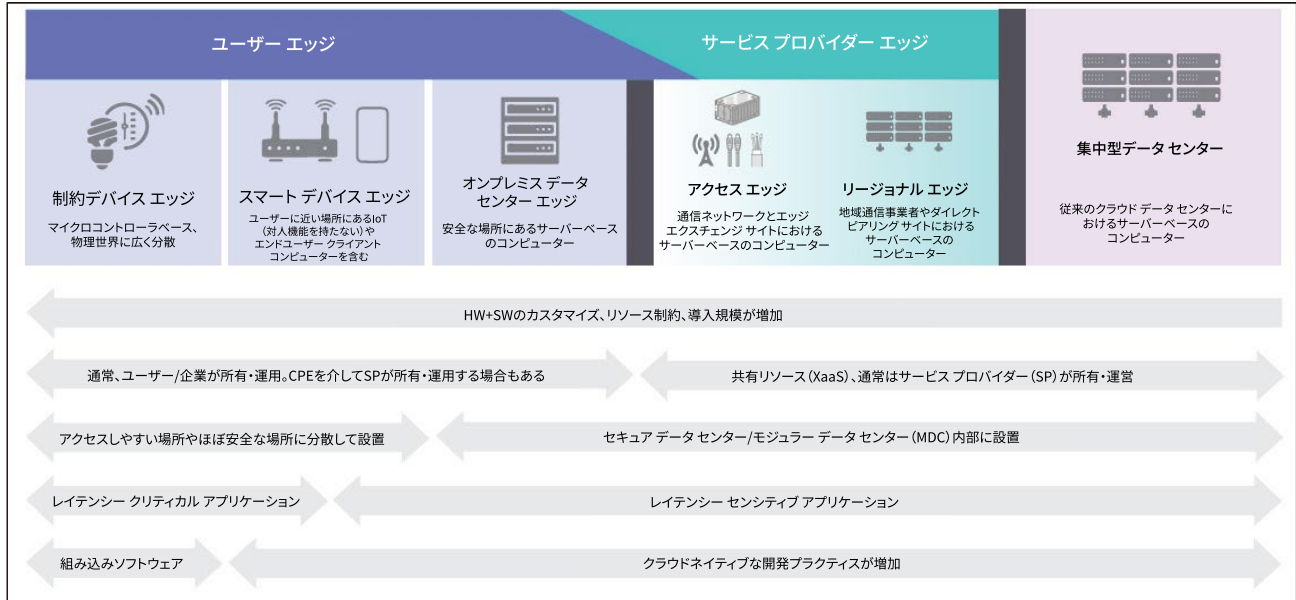 ユーザー エッジ
サービス プロバイダー エッジ
制約デバイス エッジ
マイクロコントローラベース、
物理世界に広く分散
スマート デバイス エッジ
ユーザーに近い場所にあるIoT
(対人機能を持たない)や
エンドユーザー クライアント
コンピューターを含む
オンプレミス データ
センター エッジ
安全な場所にあるサーバーベース
のコンピューター
アクセス エッジ
通信ネットワークとエッジ
エクスチェンジ サイトにおける
サーバーベースのコンピューター
リージョナル エッジ
地域通信事業者やダイレクト
ピアリング サイトにおける
サーバーベースの
コンピューター
集中型データ センター
従来のクラウド データ センターに
おけるサーバーベースの
コンピューター
HW+SWのカスタマイズ、リソース制約、導入規模が増加
通常、ユーザー/企業が所有・運用。CPEを介してSPが所有・運用する場合もある
共有リソース(XaaS)、通常はサービス プロバイダー(SP)が所有・運営
アクセスしやすい場所やほぼ安全な場所に分散して設置
セキュア データ センター/モジュラー データ センター(MDC)内部に設置
レイテンシー クリティカル アプリケーション
レイテンシー センシティブ アプリケーション
組み込みソフトウェア
クラウドネイティブな開発プラクティスが増加